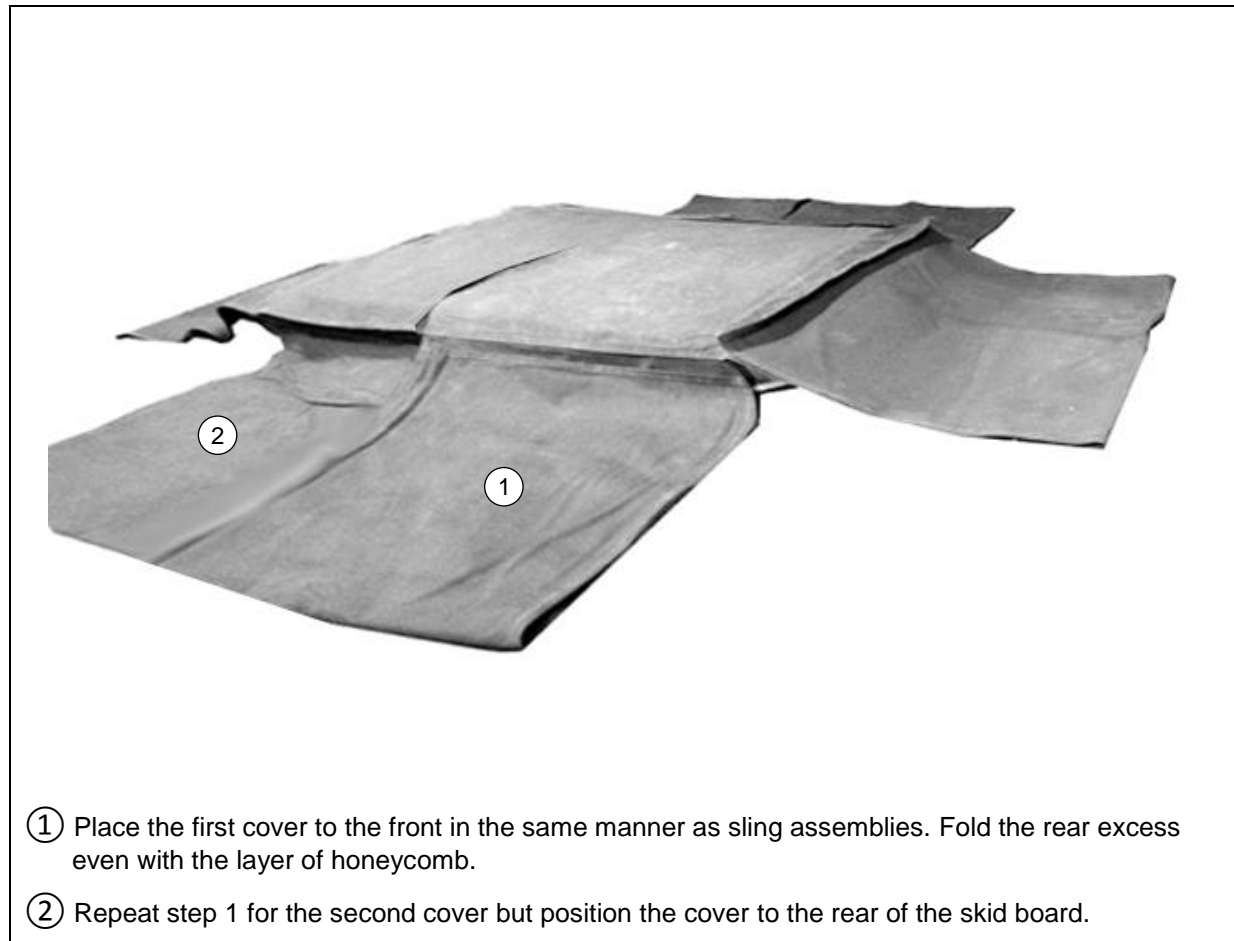 2
1
① Place the first cover to the front in the same manner as sling assemblies. Fold the rear excess
even with the layer of honeycomb.
② Repeat step 1 for the second cover but position the cover to the rear of the skid board.